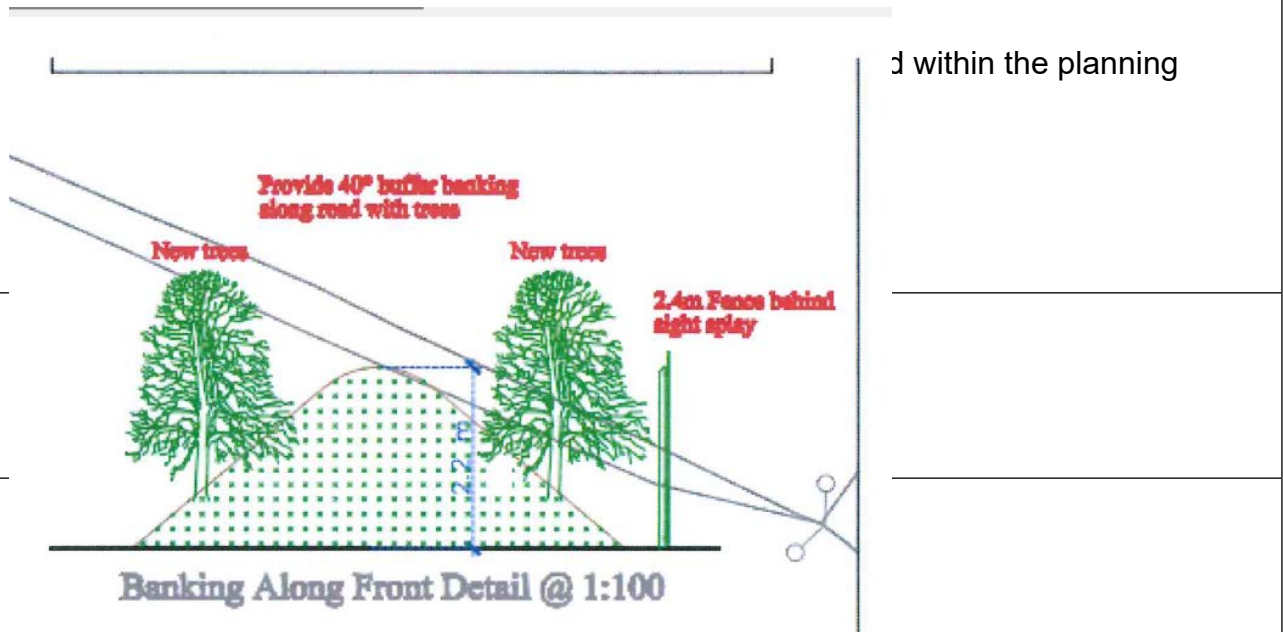 d within the planning
Provide 40° buffer banking
along road with trees
New trees
New trees
2.4m Fence behind
sight splay
2.2 m
Banking Along Front Detail @ 1:100